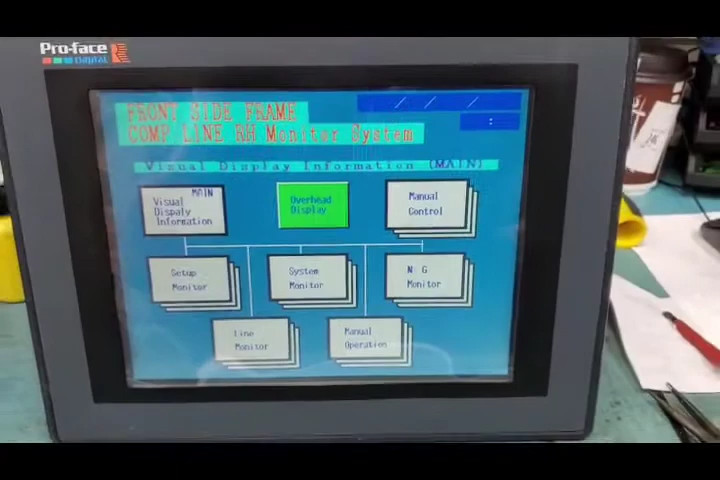 Pro-face
Digital
FRONT SIDE FRAME
COMP LINE RH Monitor System
/ / /
:
Visual Display Information (MAIN)
MAIN
Visual
Dispaly
Information
Overhead
Display
Manual
Control
Setup
Monitor
System
Monitor
N G
Monitor
Line
Monitor
Manual
Operation